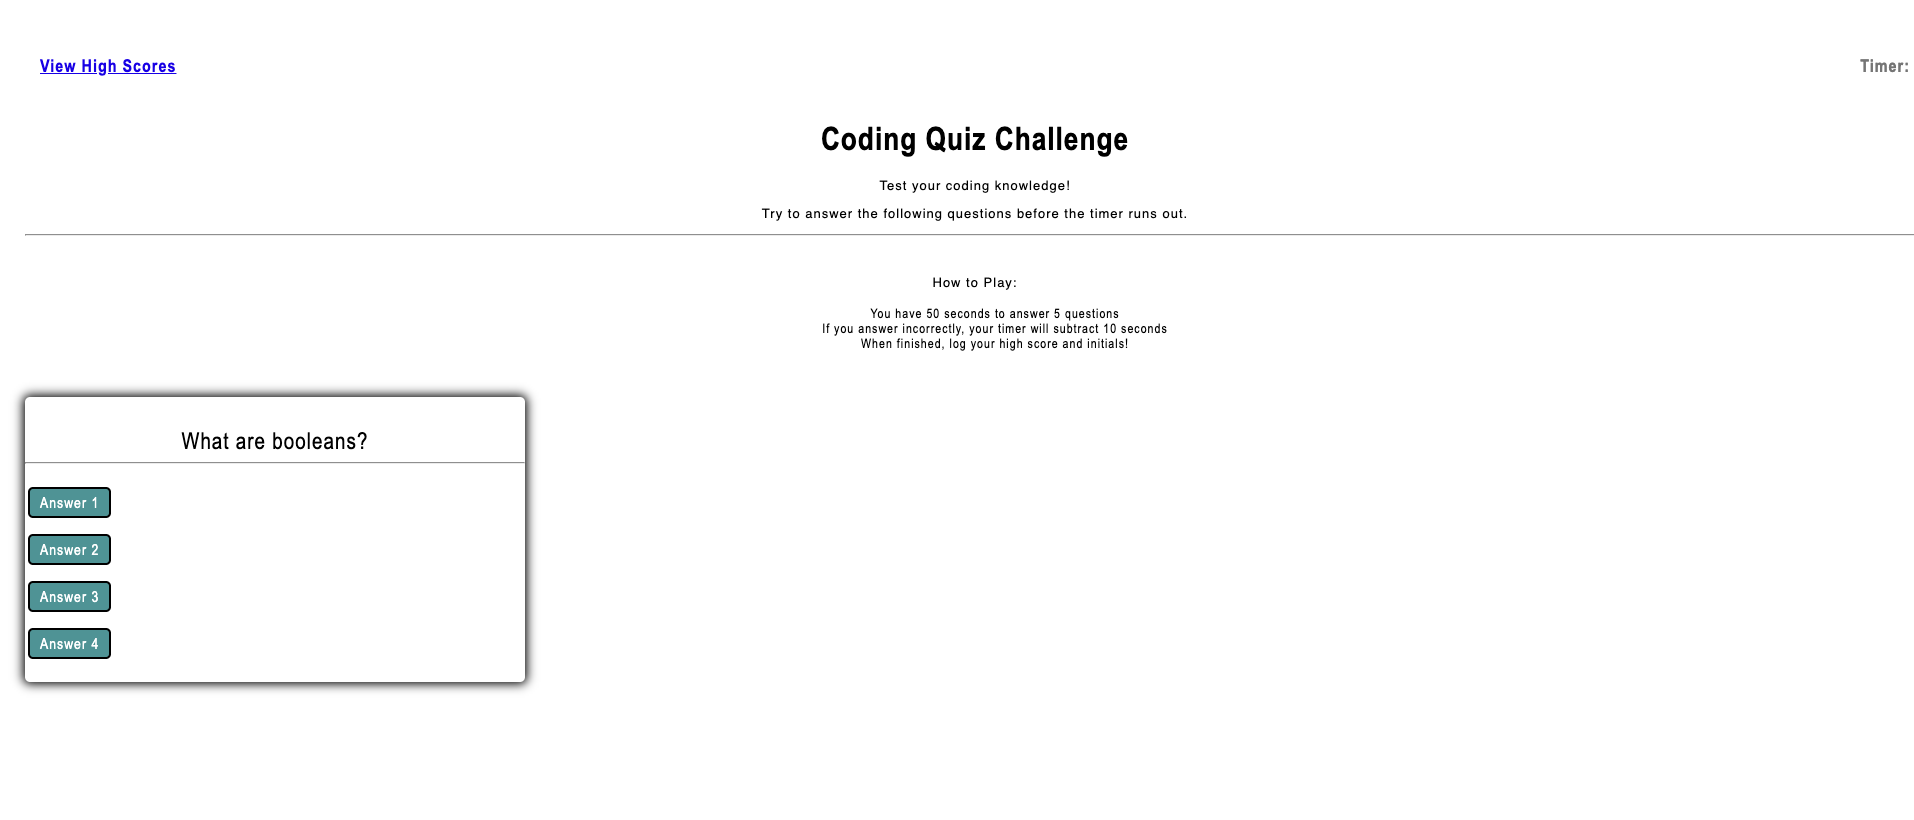 View High Scores
Timer:
Coding Quiz Challenge
Test your coding knowledge!
Try to answer the following questions before the timer runs out.
How to Play:
You have 50 seconds to answer 5 questions
If you answer incorrectly, your timer will subtract 10 seconds
When finished, log your high score and initials!
What are booleans?
Answer 1
Answer 2
Answer 3
Answer 4